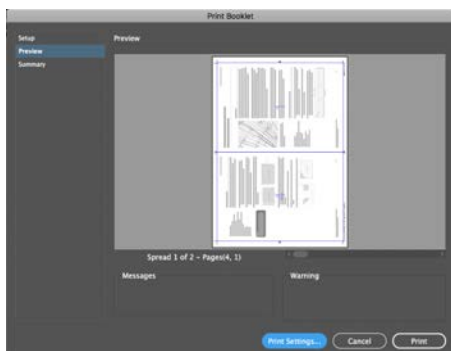 Print Booklet
Setup
Preview
Summary
Preview
Spread 1 of 2 – Pages(4, 1)
Messages
Warning
Print Settings...
Cancel
Print